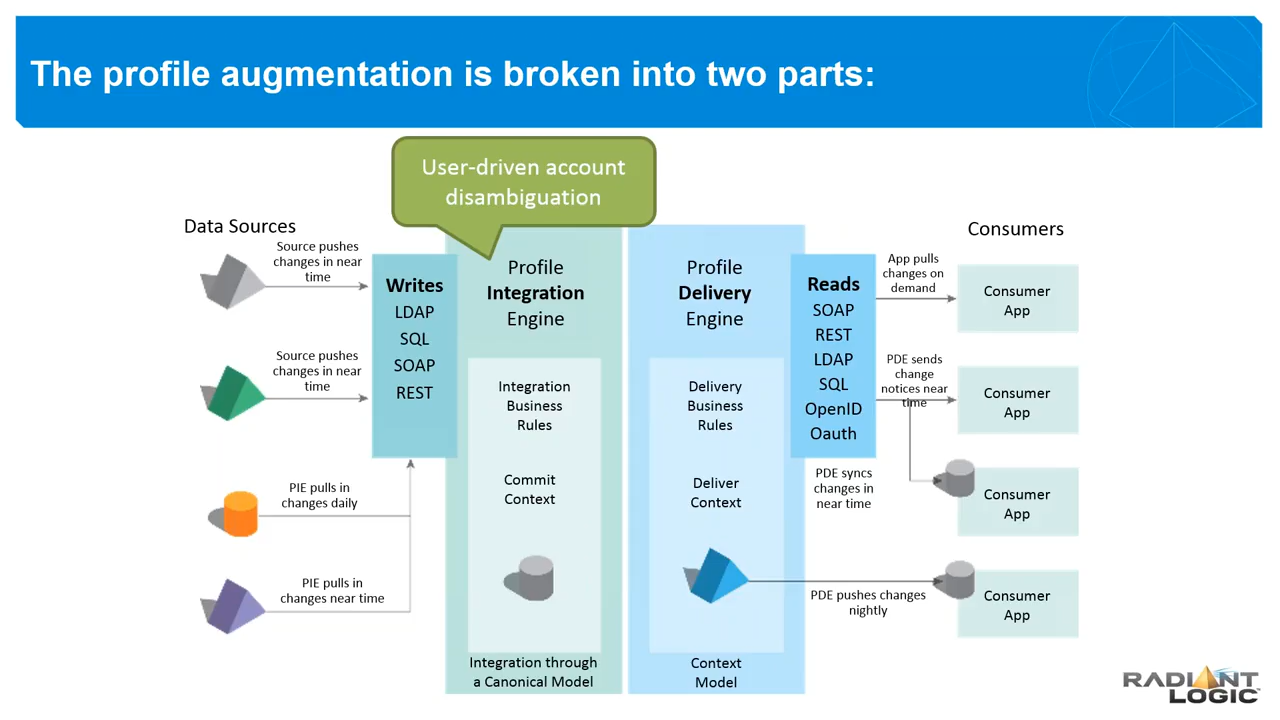 The profile augmentation is broken into two parts:
User-driven account
disambiguation
Data Sources
Source pushes
changes in near
time
Source pushes
changes in near
time
PIE pulls in
changes daily
PIE pulls in
changes near time
Writes
LDAP
SQL
SOAP
REST
Profile
Integration
Engine
Integration
Business
Rules
Commit
Context
Integration through
a Canonical Model
Profile
Delivery
Engine
Delivery
Business
Rules
Deliver
Context
Context
Model
Reads
SOAP
REST
LDAP
SQL
OpenID
Oauth
Consumers
App pulls
changes on
demand
PDE sends
change
notices near
time
PDE syncs
changes in
near time
PDE pushes changes
nightly
Consumer
App
Consumer
App
Consumer
App
Consumer
App
RADIANT
LOGIC